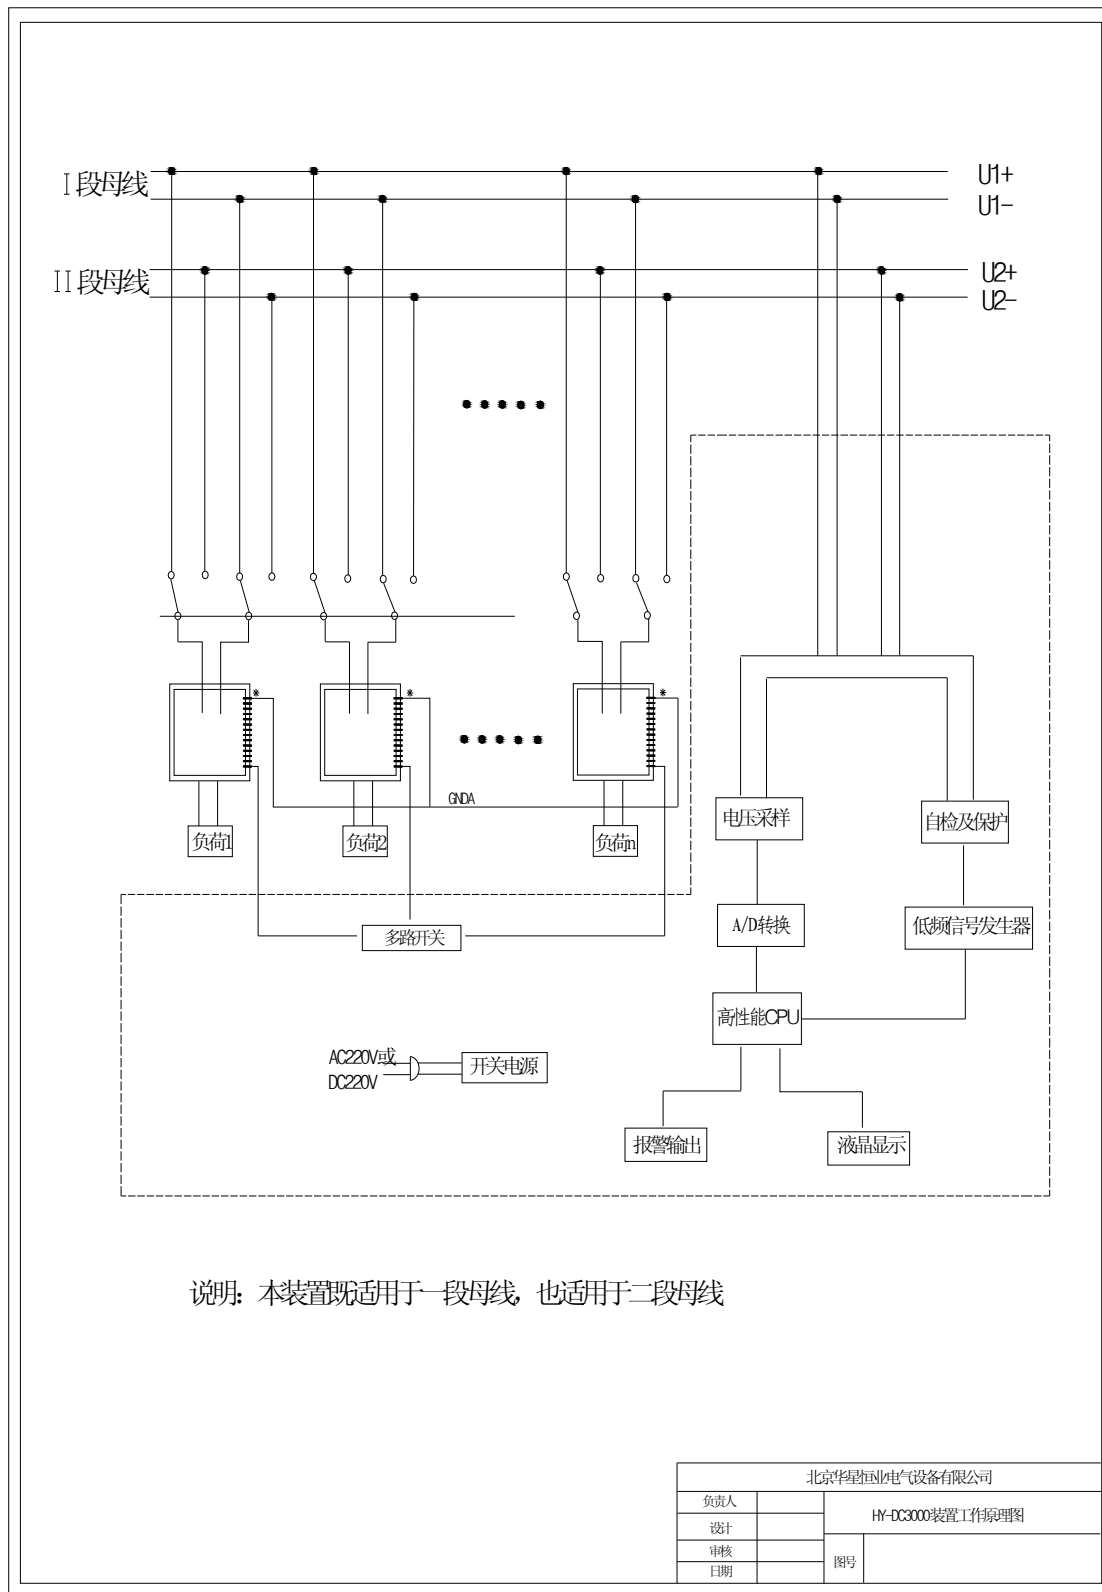 Ⅰ段母线
U1+
U1-
II段母线
U2+
U2-
*
*
*
GNDA
负荷1
负荷2
负荷n
电压采样
自检及保护
多路开关
A/D转换
低频信号发生器
高性能CPU
AC220V或
DC220V
开关电源
报警输出
液晶显示
说明：本装置既适用于一段母线，也适用于二段母线
北京华星恒业电气设备有限公司
负责人
HY-DC3000装置工作原理图
设计
审核
图号
日期